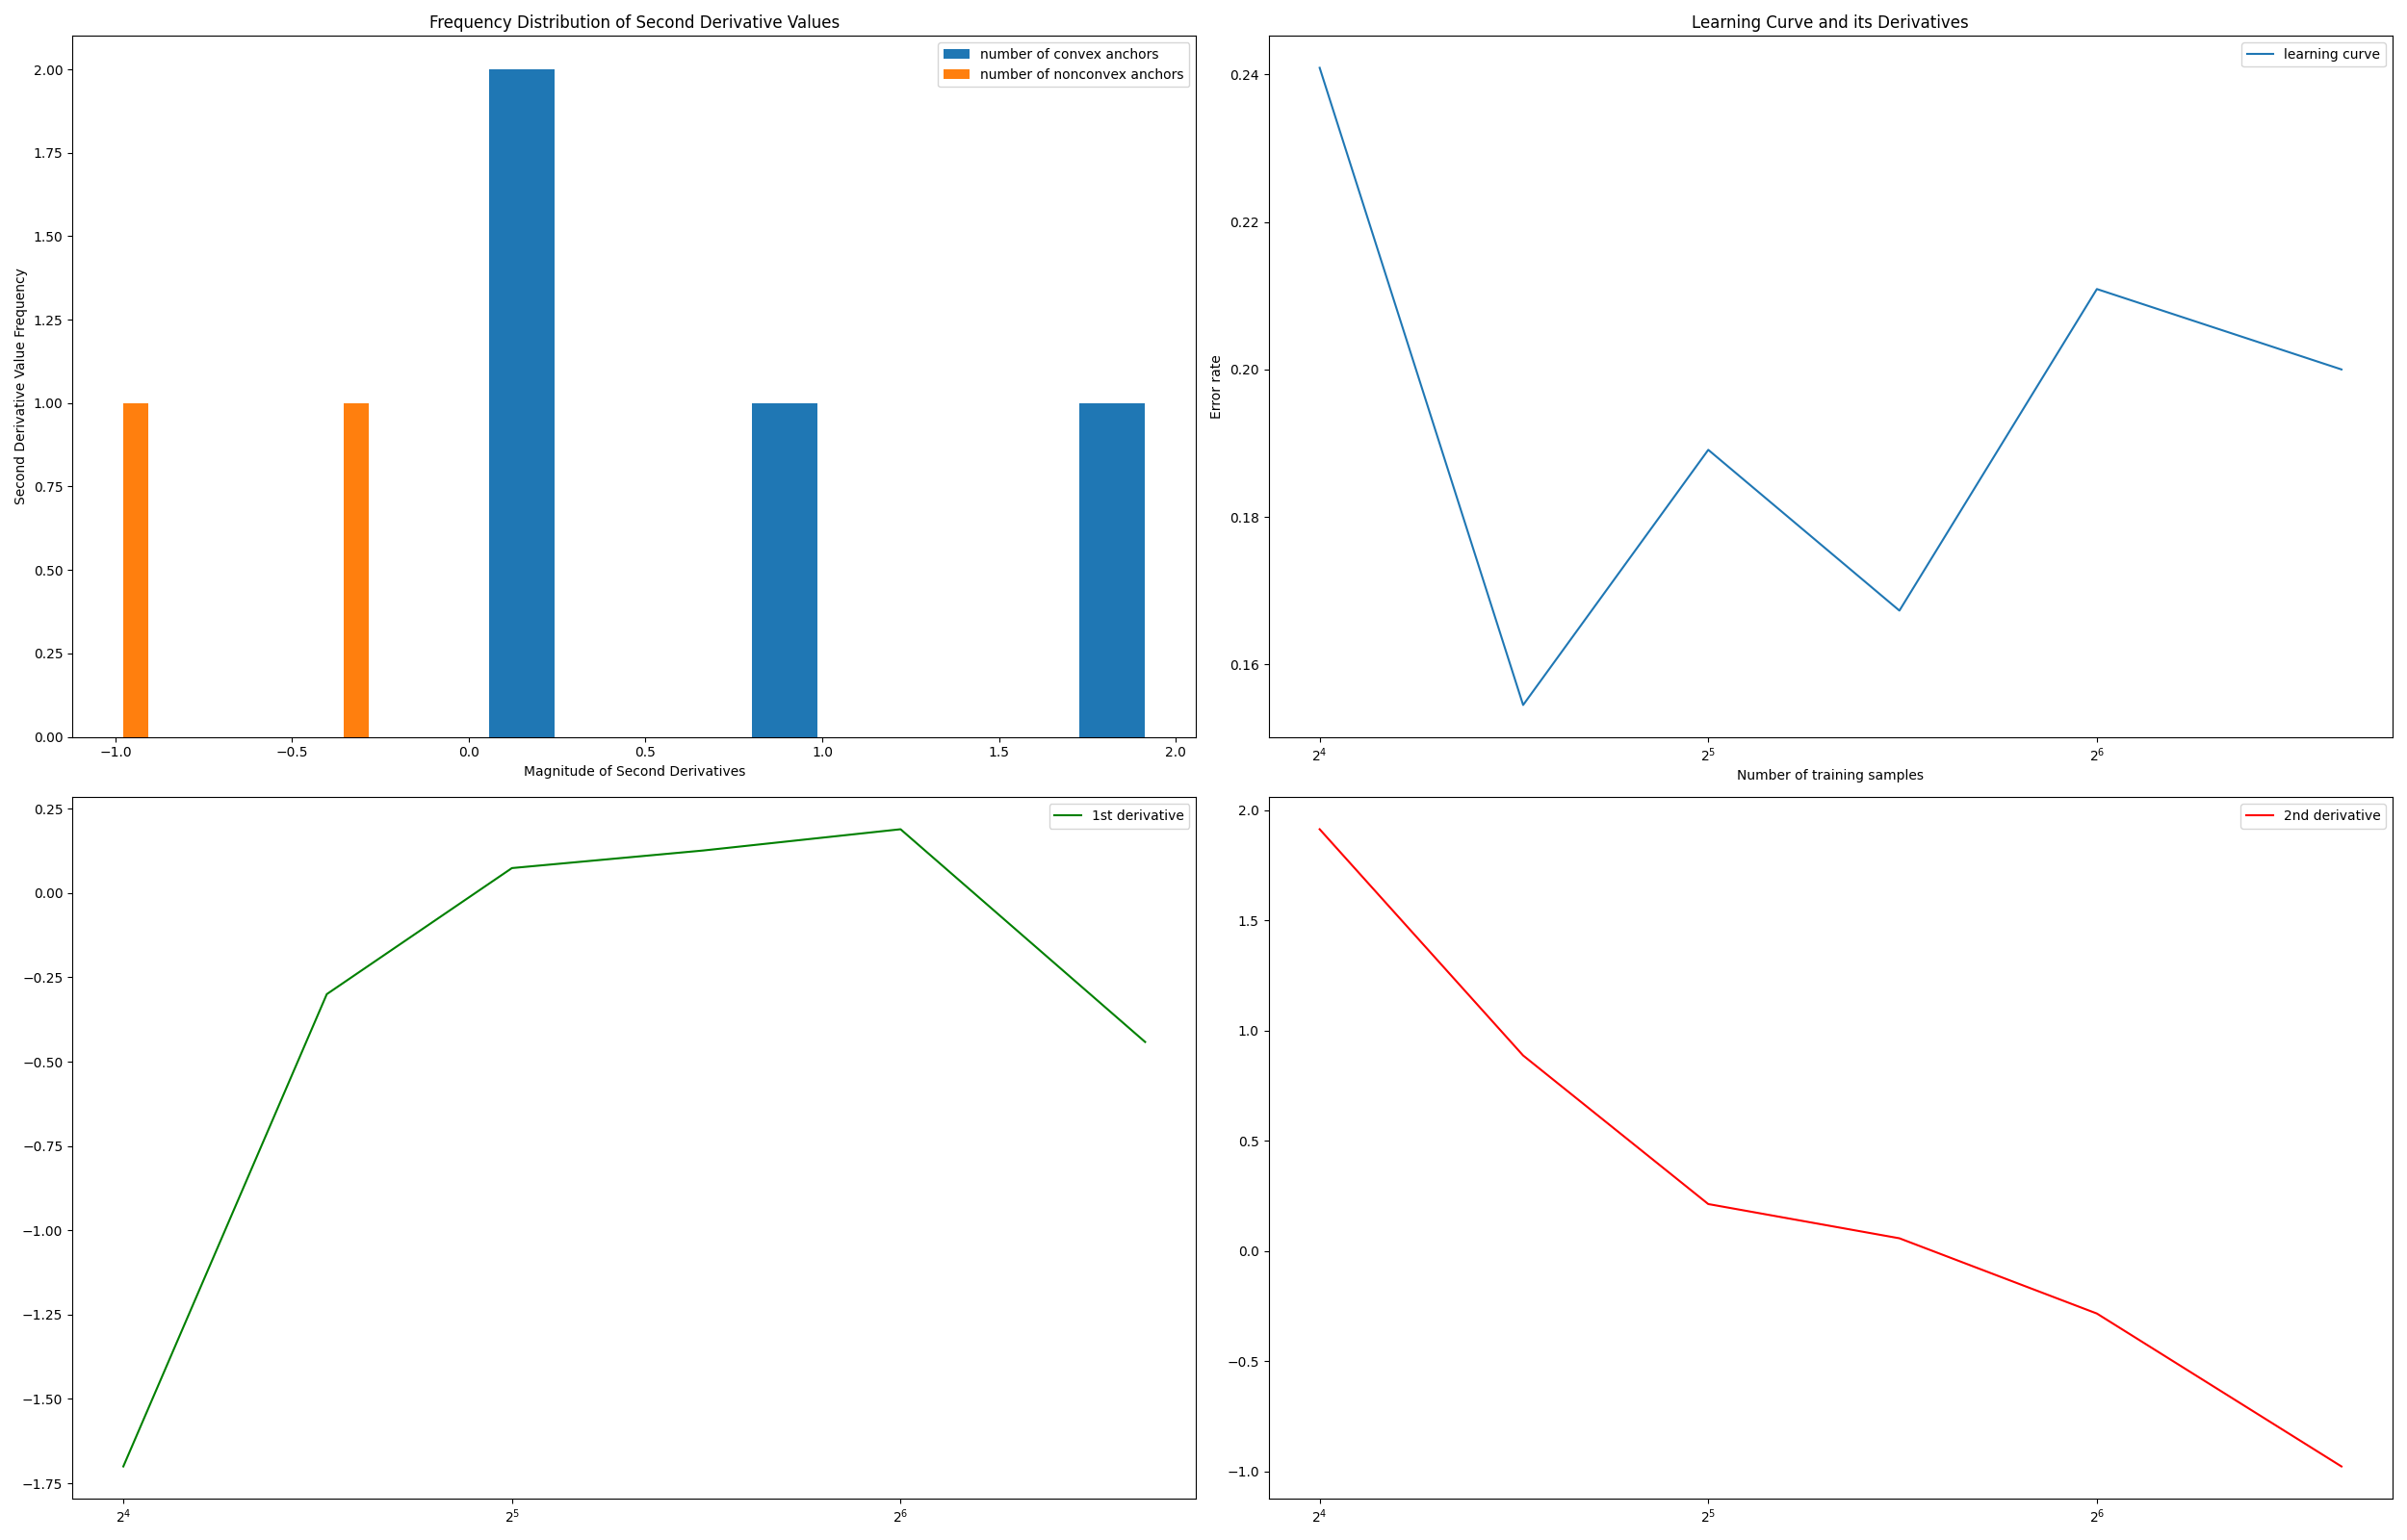 Frequency Distribution of Second Derivative Values
number of convex anchors
number of nonconvex anchors
2.00
1.75
1.50
1.25
1.00
0.75
0.50
0.25
0.00
Second Derivative Value Frequency
−1.0 −0.5 0.0 0.5 1.0 1.5 2.0
Magnitude of Second Derivatives
Learning Curve and its Derivatives
learning curve
0.24
0.22
0.20
0.18
0.16
Error rate
2⁴ 2⁵ 2⁶
Number of training samples
1st derivative
0.25
0.00
−0.25
−0.50
−0.75
−1.00
−1.25
−1.50
−1.75
2⁴ 2⁵ 2⁶
2nd derivative
2.0
1.5
1.0
0.5
0.0
−0.5
−1.0
2⁴ 2⁵ 2⁶